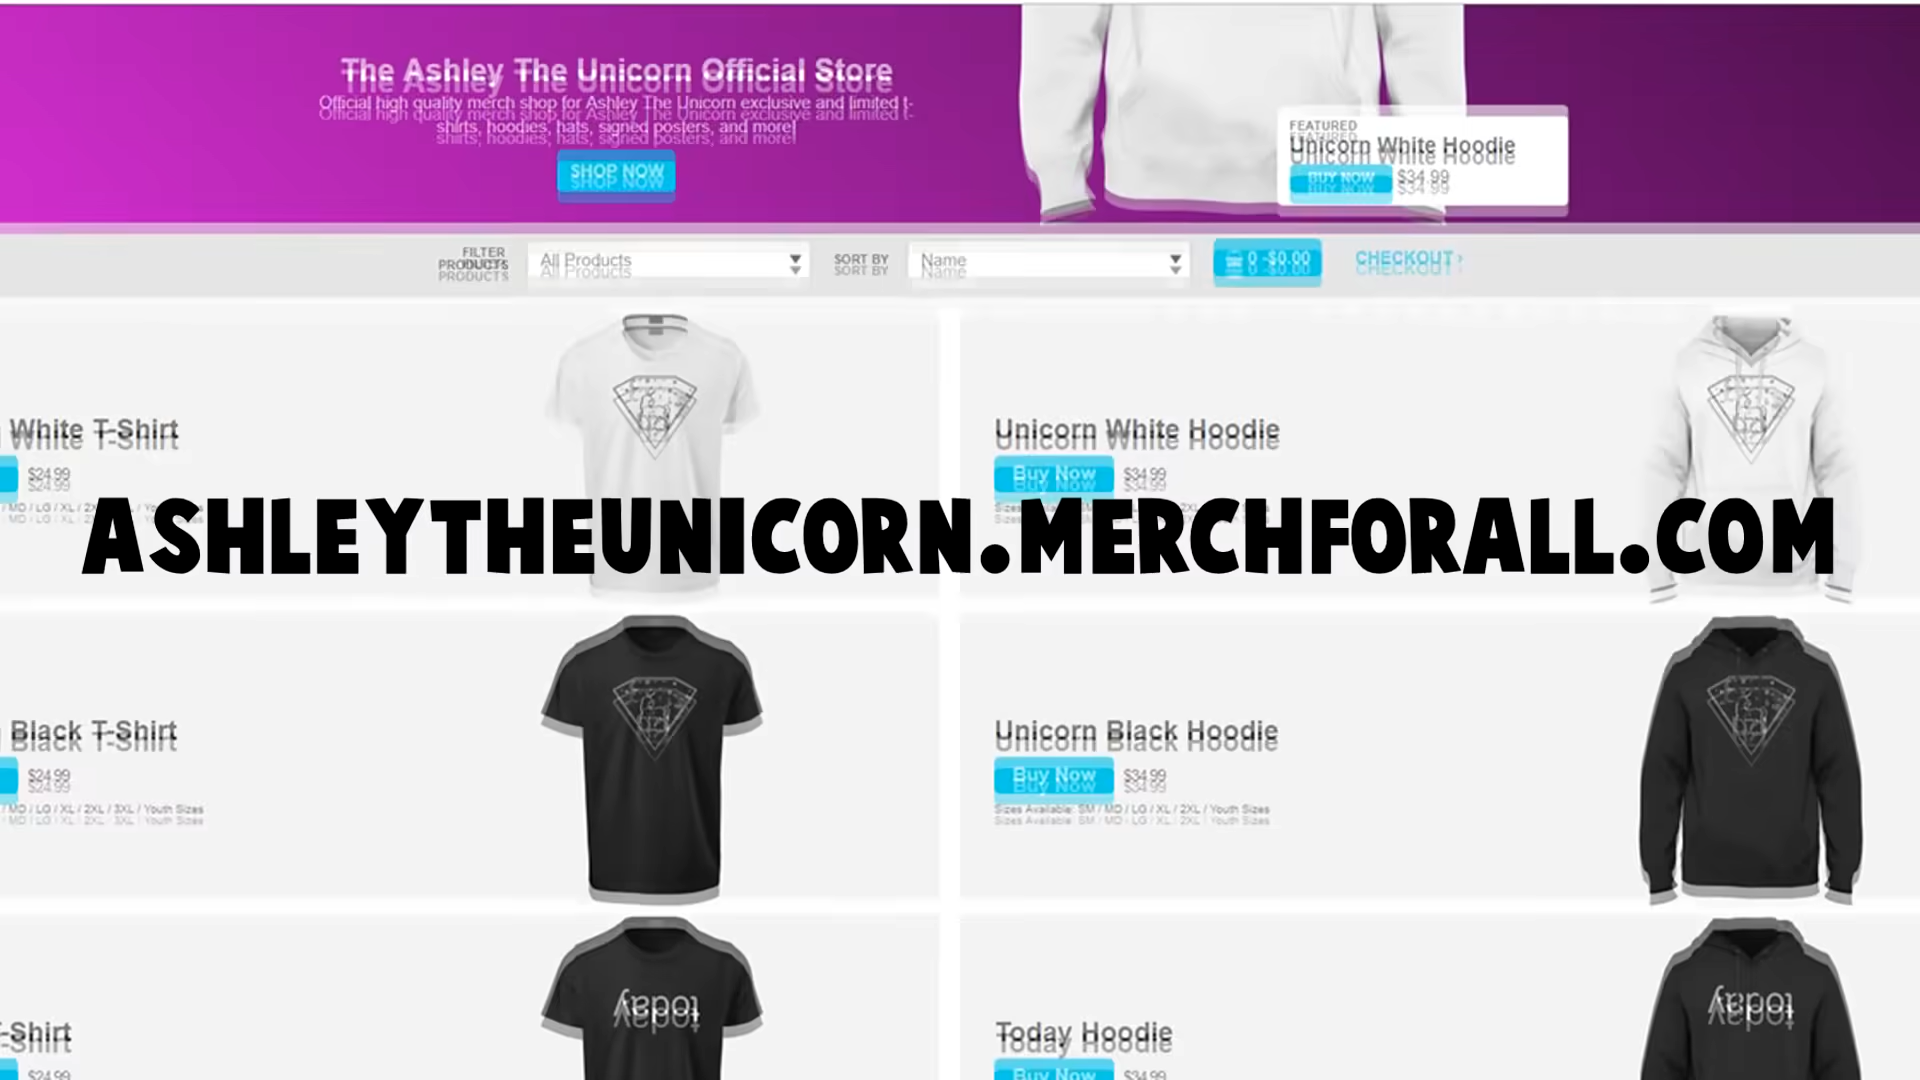 The Ashley The Unicorn Official Store
Official high quality merch shop for Ashley The Unicorn exclusive and limited t-
shirts, hoodies, hats, signed posters, and more!
SHOP NOW
FEATURED
Unicorn White Hoodie
BUY NOW $34.99
FILTER
PRODUCTS
All Products
SORT BY
Name
0 -$0.00
CHECKOUT ›
White T-Shirt
$24.99
Unicorn White Hoodie
Buy Now $34.99
ASHLEYTHEUNICORN.MERCHFORALL.COM
Black T-Shirt
$24.99
/ MD / LG / XL / 2XL / 3XL / Youth Sizes
Unicorn Black Hoodie
Buy Now $34.99
Sizes Available: SM / MD / LG / XL / 2XL / Youth Sizes
T-Shirt
$24.99
today
Today Hoodie
Buy Now $34.99
today